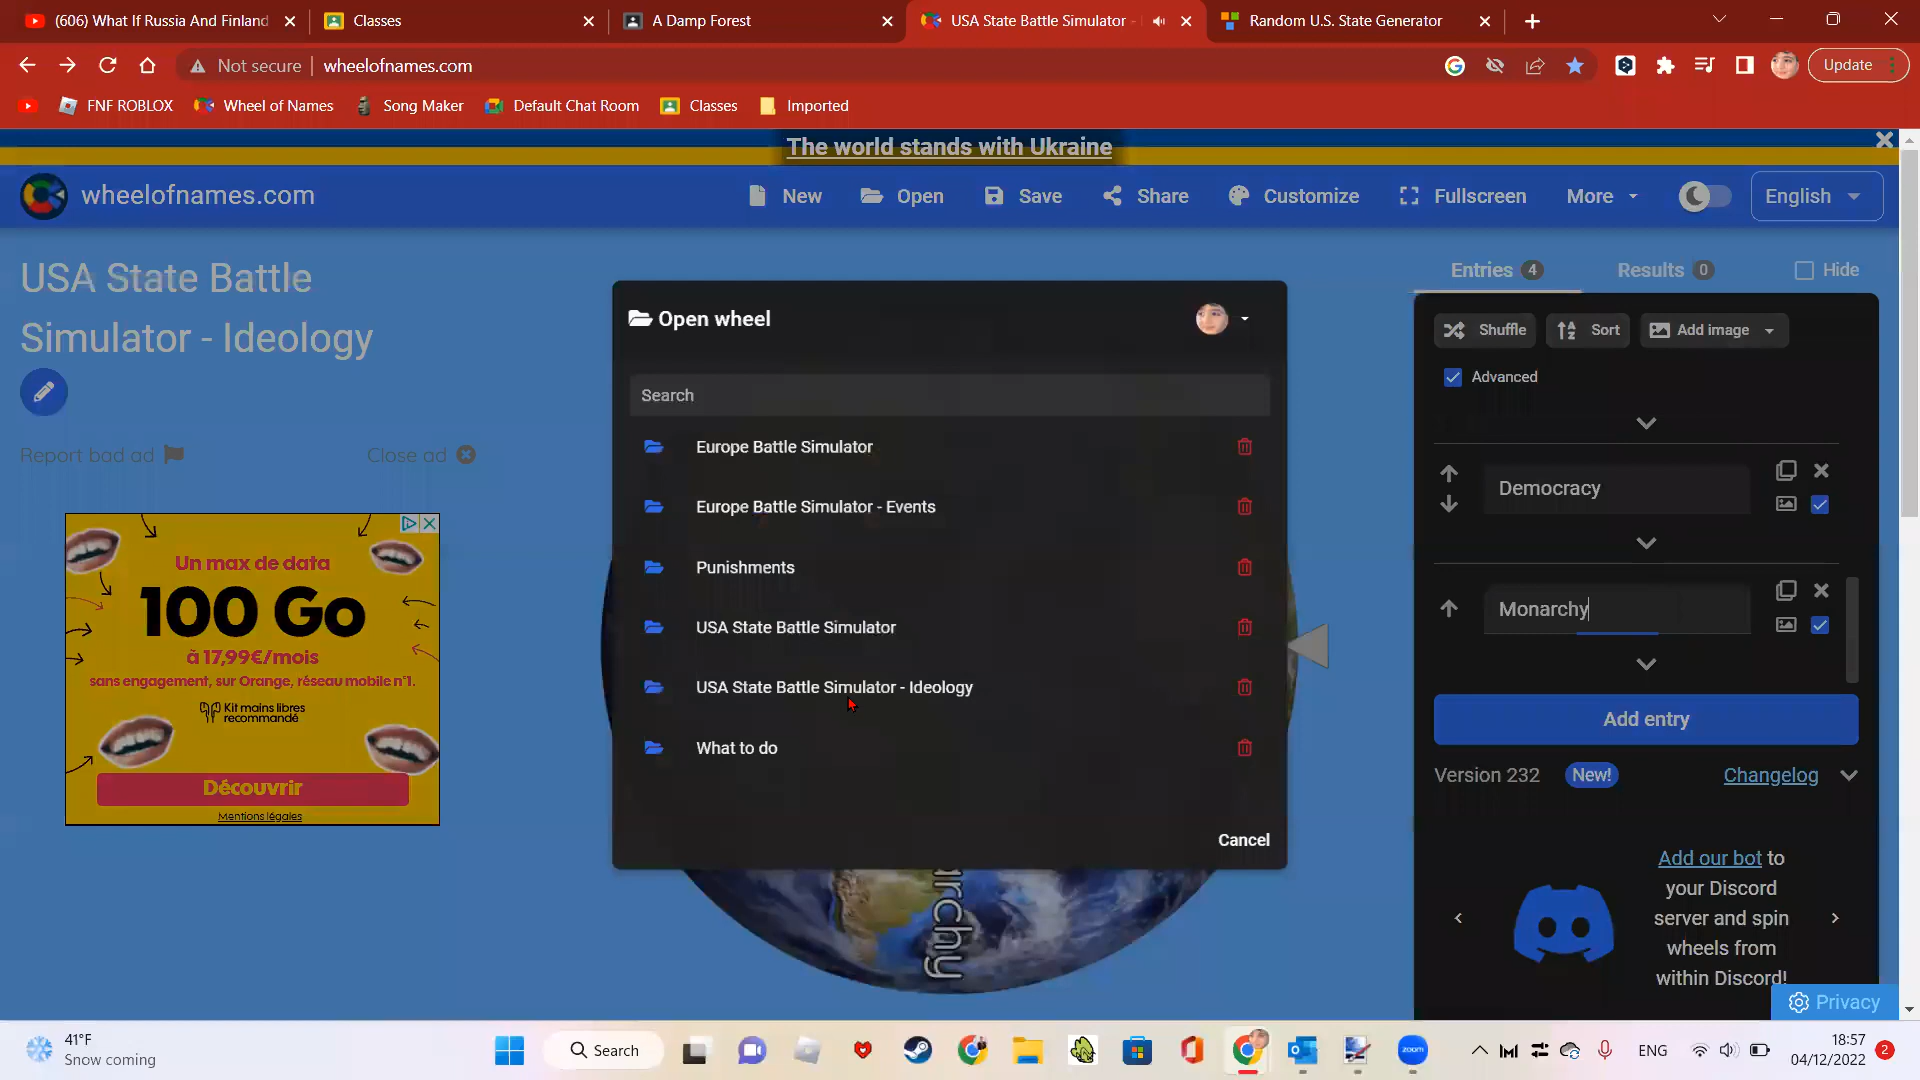 (606) What If Russia And Finland
Classes
A Damp Forest
USA State Battle Simulator -
Random U.S. State Generator
Not secure
wheelofnames.com
Update
FNF ROBLOX
Wheel of Names
Song Maker
Default Chat Room
Classes
Imported
The world stands with Ukraine
wheelofnames.com
New
Open
Save
Share
Customize
Fullscreen
More
English
USA State Battle
Simulator - Ideology
Report bad ad
Close ad
Un max de data
100 Go
à 17,99€/mois
sans engagement, sur Orange, réseau mobile n°1.
Kit mains libres
recommandé
Découvrir
Mentions légales
Open wheel
Search
Europe Battle Simulator
Europe Battle Simulator - Events
Punishments
USA State Battle Simulator
USA State Battle Simulator - Ideology
What to do
Cancel
archy
Entries 4
Results 0
Hide
Shuffle
Sort
Add image
Advanced
Democracy
Monarchy
Add entry
Version 232
New!
Changelog
Add our bot to
your Discord
server and spin
wheels from
within Discord!
Privacy
41°F
Snow coming
Search
zoom
ENG
18:57
04/12/2022
2